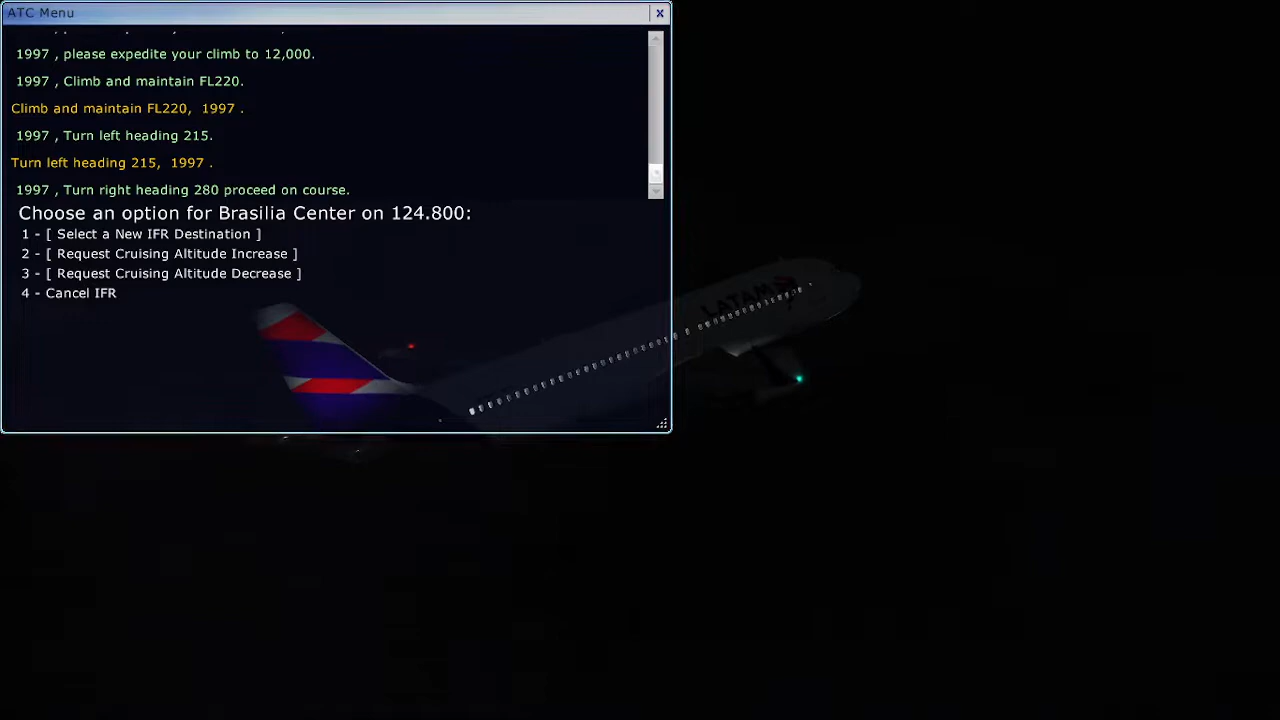 ATC Menu
x
1997 , please expedite your climb to 12,000.
1997 , Climb and maintain FL220.
Climb and maintain FL220,  1997 .
1997 , Turn left heading 215.
Turn left heading 215,  1997 .
1997 , Turn right heading 280 proceed on course.
Choose an option for Brasilia Center on 124.800:
1 - [ Select a New IFR Destination ]
2 - [ Request Cruising Altitude Increase ]
3 - [ Request Cruising Altitude Decrease ]
4 - Cancel IFR
LATAM